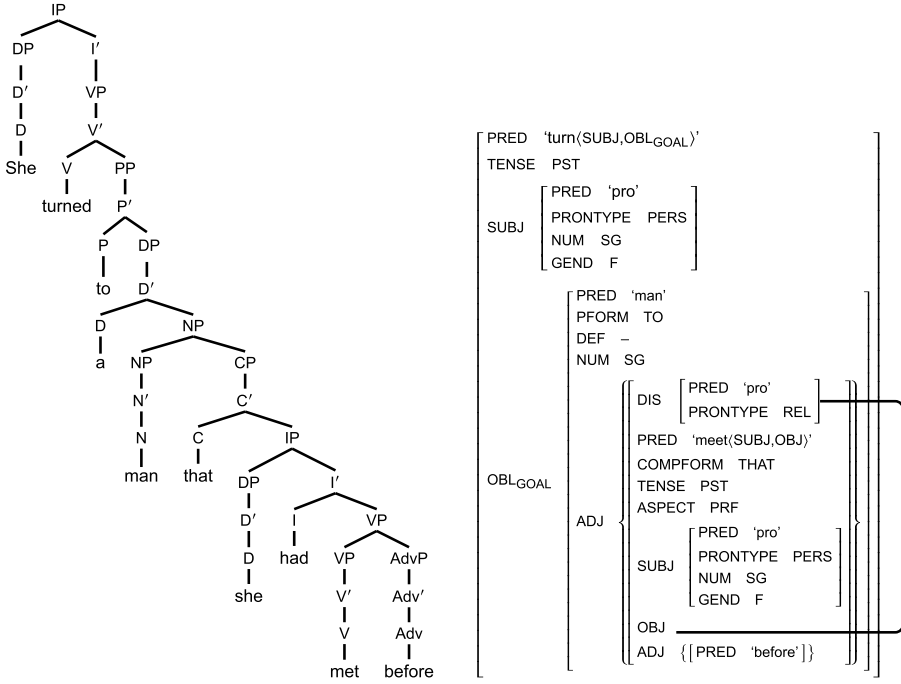 IP
DP I′
D′ VP
D V′
She V PP
turned P′
P DP
to D′
D NP
a NP CP
N′ C′
N C IP
man that DP I′
D′ I VP
D had VP AdvP
she V′ Adv′
V Adv
met before
PRED ‘turn⟨SUBJ,OBL_GOAL⟩’
TENSE PST
SUBJ [PRED ‘pro’
PRONTYPE PERS
NUM SG
GEND F]
OBL_GOAL [PRED ‘man’
PFORM TO
DEF –
NUM SG
ADJ { [DIS [PRED ‘pro’
PRONTYPE REL]
PRED ‘meet⟨SUBJ,OBJ⟩’
COMPFORM THAT
TENSE PST
ASPECT PRF
SUBJ [PRED ‘pro’
PRONTYPE PERS
NUM SG
GEND F]
OBJ
ADJ {[PRED ‘before’]}] }]